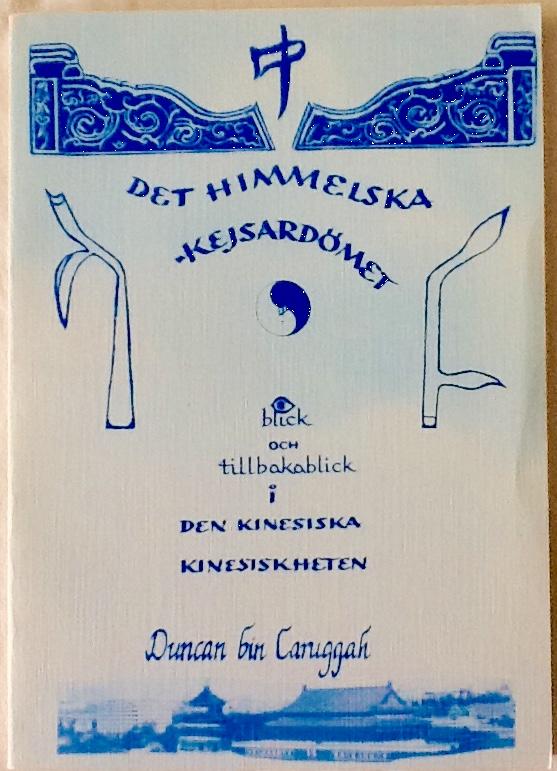 中
DET HIMMELSKA
-KEJSARDÖMET
blick
OCH
tillbakablick
i
DEN KINESISKA
KINESISKHETEN
Duncan bin Caruggah